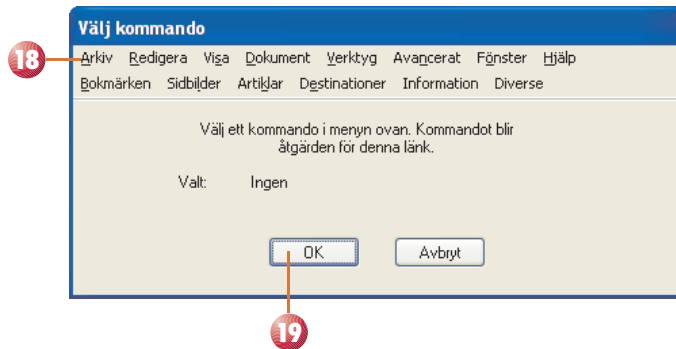 Välj kommando
18
Arkiv Redigera Visa Dokument Verktyg Avancerat Fönster Hjälp
Bokmärken Sidbilder Artiklar Destinationer Information Diverse
Välj ett kommando i menyn ovan. Kommandot blir
åtgärden för denna länk.
Valt: Ingen
OK Avbryt
19